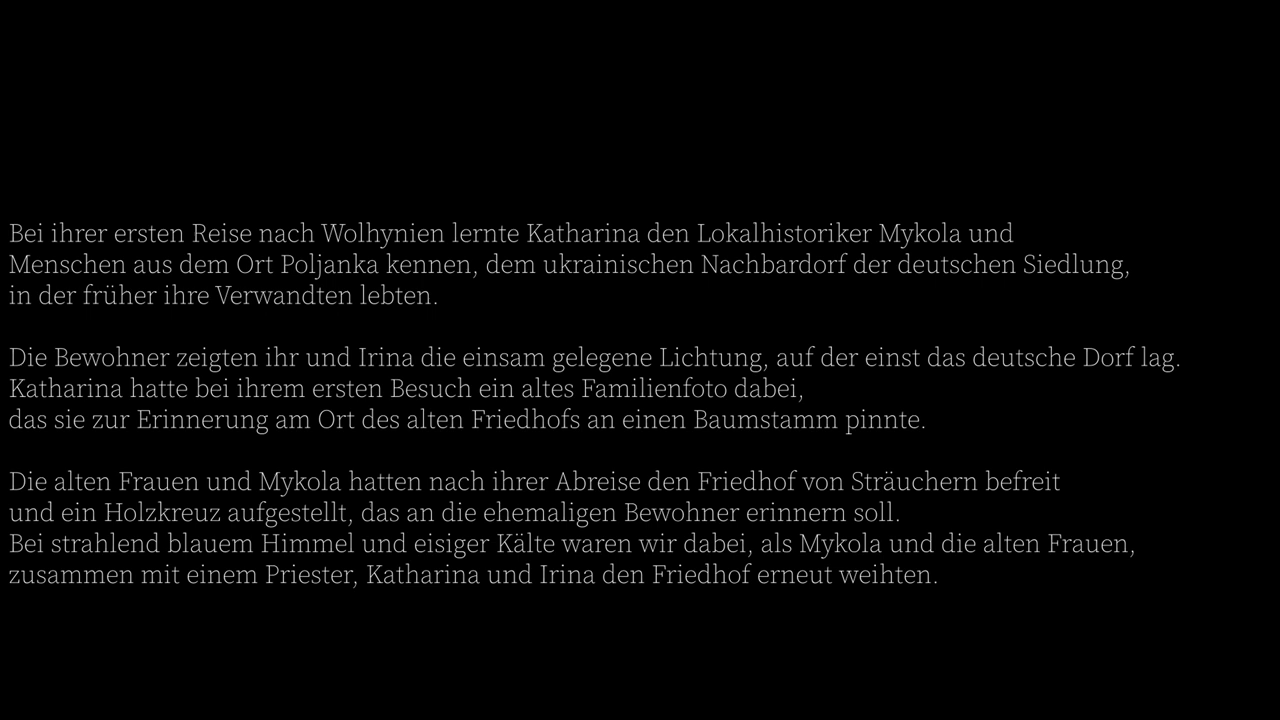 Bei ihrer ersten Reise nach Wolhynien lernte Katharina den Lokalhistoriker Mykola und
Menschen aus dem Ort Poljanka kennen, dem ukrainischen Nachbardorf der deutschen Siedlung,
in der früher ihre Verwandten lebten.
Die Bewohner zeigten ihr und Irina die einsam gelegene Lichtung, auf der einst das deutsche Dorf lag.
Katharina hatte bei ihrem ersten Besuch ein altes Familienfoto dabei,
das sie zur Erinnerung am Ort des alten Friedhofs an einen Baumstamm pinnte.
Die alten Frauen und Mykola hatten nach ihrer Abreise den Friedhof von Sträuchern befreit
und ein Holzkreuz aufgestellt, das an die ehemaligen Bewohner erinnern soll.
Bei strahlend blauem Himmel und eisiger Kälte waren wir dabei, als Mykola und die alten Frauen,
zusammen mit einem Priester, Katharina und Irina den Friedhof erneut weihten.